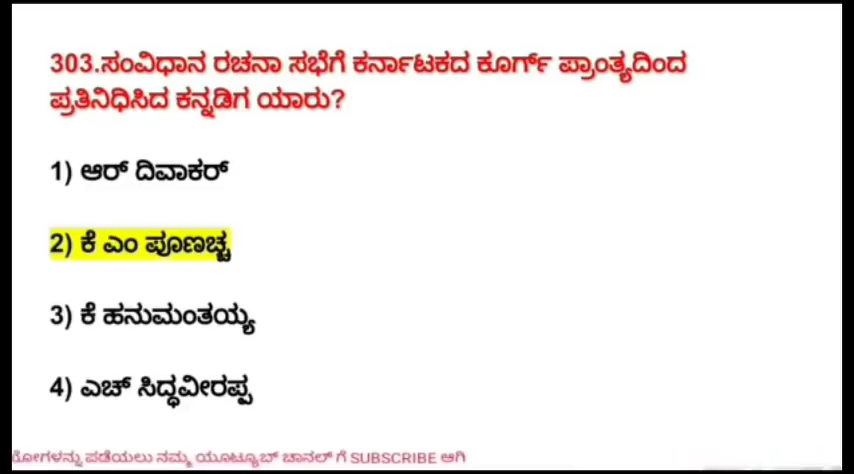 303.ಸಂವಿಧಾನ ರಚನಾ ಸಭೆಗೆ ಕರ್ನಾಟಕದ ಕೂರ್ಗ್ ಪ್ರಾಂತ್ಯದಿಂದ
ಪ್ರತಿನಿಧಿಸಿದ ಕನ್ನಡಿಗ ಯಾರು?
1) ಆರ್ ದಿವಾಕರ್
2) ಕೆ ಎಂ ಪೂಣಚ್ಚ
3) ಕೆ ಹನುಮಂತಯ್ಯ
4) ಎಚ್ ಸಿದ್ಧವೀರಪ್ಪ
ಪಡೆಯಲು ನಮ್ಮ ಯೂಟ್ಯೂಬ್ ಚಾನಲ್ ಗೆ SUBSCRIBE ಆಗಿ